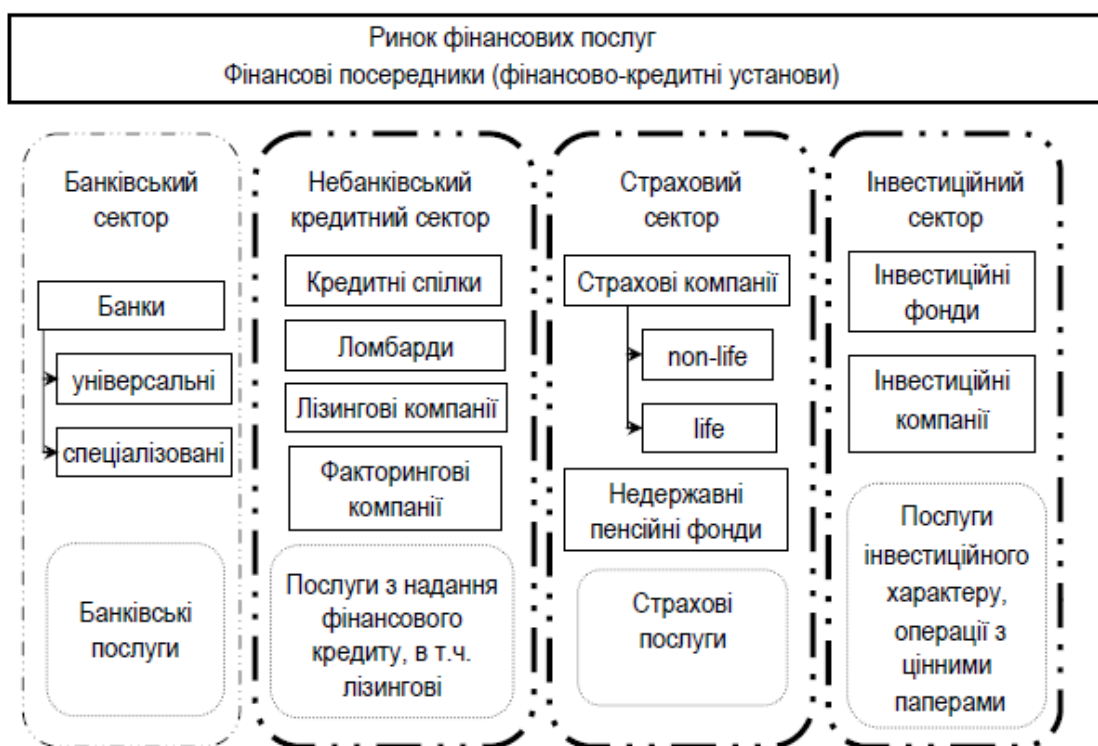 Ринок фінансових послуг
Фінансові посередники (фінансово-кредитні установи)
Банківський
сектор
Банки
універсальні
спеціалізовані
Банківські
послуги
Небанківський
кредитний сектор
Кредитні спілки
Ломбарди
Лізингові компанії
Факторингові
компанії
Послуги з надання
фінансового
кредиту, в т.ч.
лізингові
Страховий
сектор
Страхові компанії
non-life
life
Недержавні
пенсійні фонди
Страхові
послуги
Інвестиційний
сектор
Інвестиційні
фонди
Інвестиційні
компанії
Послуги
інвестиційного
характеру,
операції з
цінними
паперами